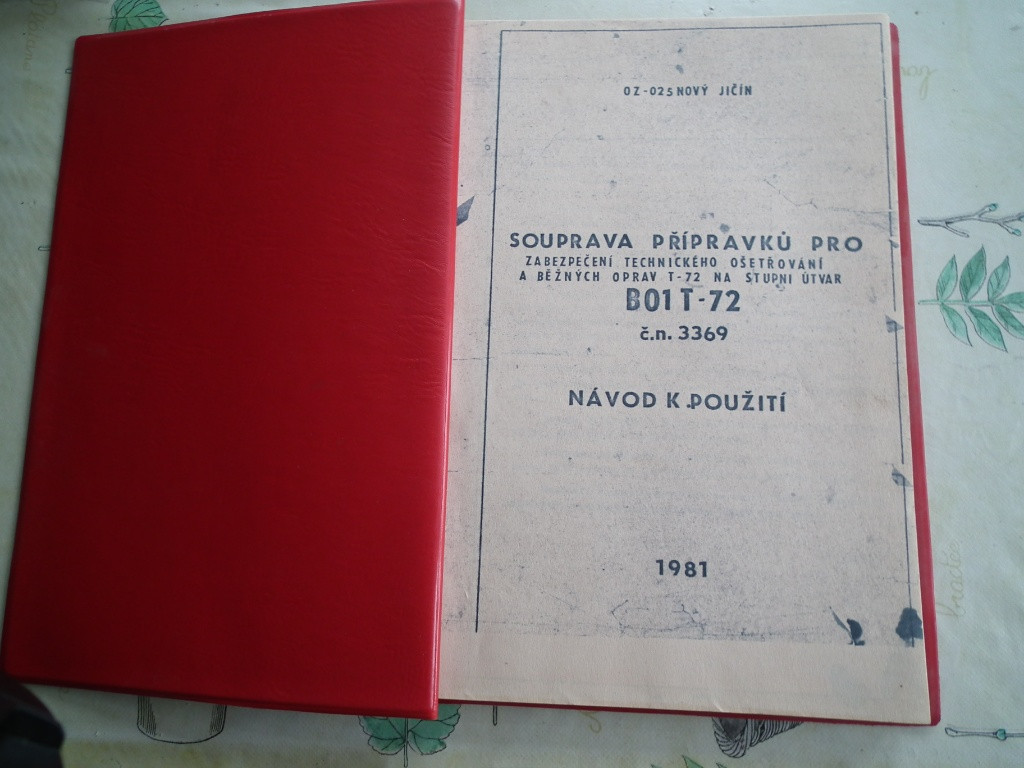 OZ-025 NOVÝ JIČÍN
SOUPRAVA PŘÍPRAVKŮ PRO
ZABEZPEČENÍ TECHNICKÉHO OŠETŘOVÁNÍ
A BĚŽNÝCH OPRAV T-72 NA STUPNI ÚTVAR
B01 T-72
č.n. 3369
NÁVOD K POUŽITÍ
1981